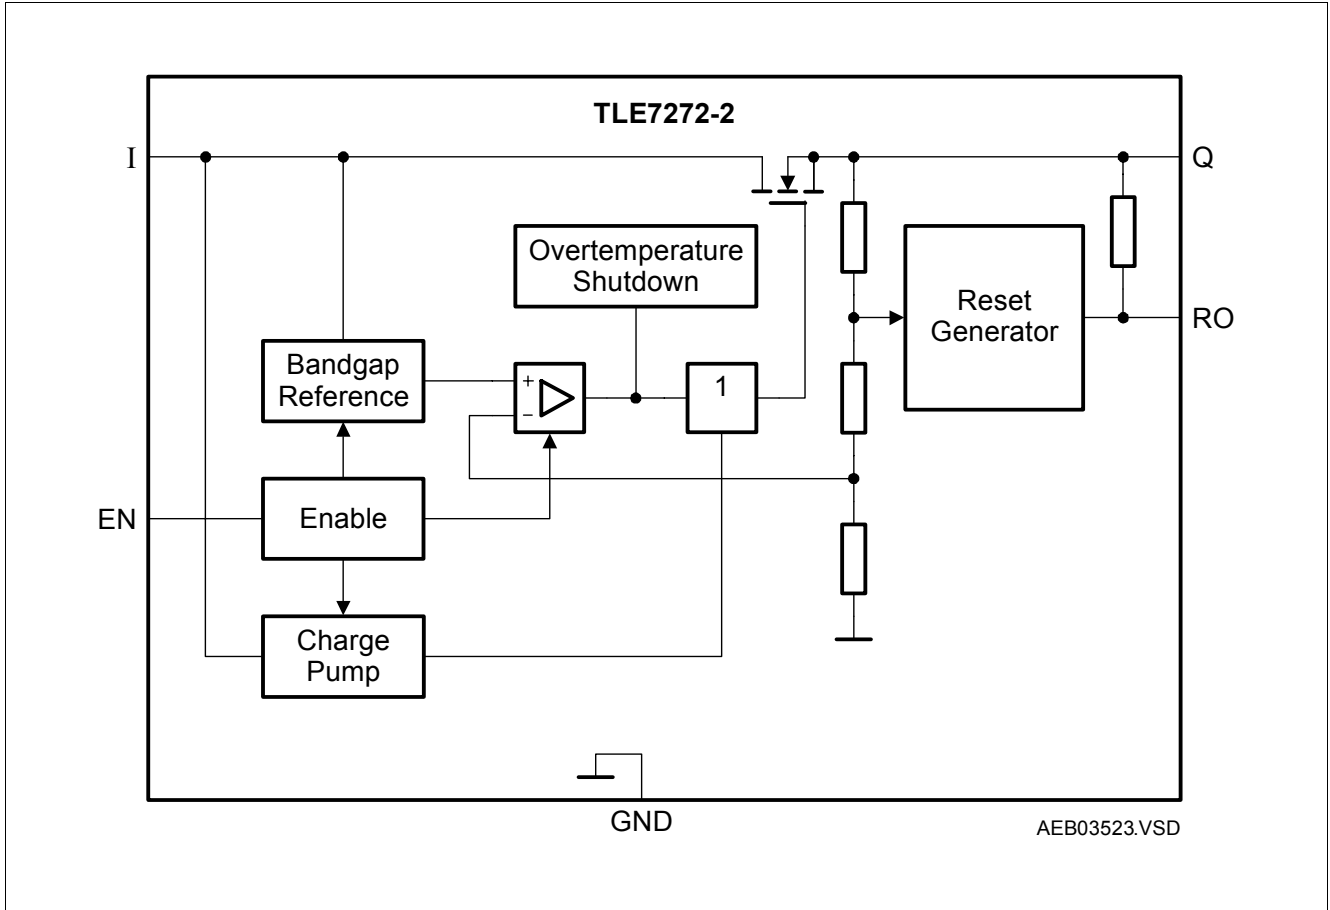 TLE7272-2
I
Q
Overtemperature
Shutdown
Reset
Generator
RO
Bandgap
Reference
+
−
1
EN
Enable
Charge
Pump
GND
AEB03523.VSD